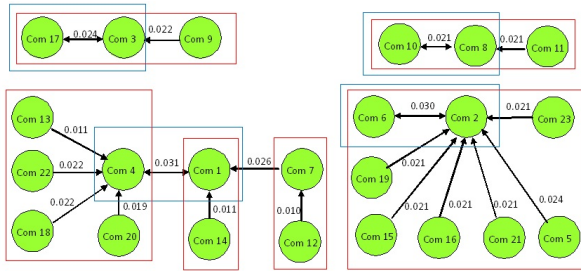 Com 17
0.024
Com 3
0.022
Com 9
Com 10
0.021
Com 8
0.021
Com 11
Com 13
0.011
Com 22
0.022
Com 4
0.031
Com 1
0.026
Com 7
0.022
Com 18
0.019
Com 20
0.011
Com 14
0.010
Com 12
Com 6
0.030
Com 2
0.021
Com 23
Com 19
0.021
Com 15
0.021
Com 16
0.021
Com 21
0.021
Com 5
0.024